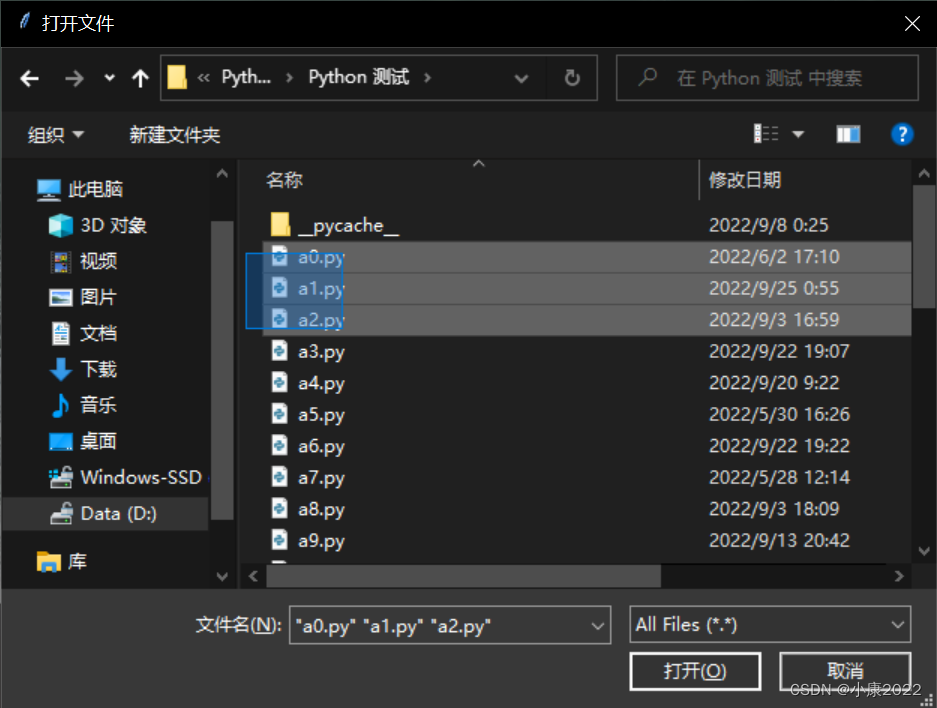 打开文件
« Pyth... › Python 测试 ›
在 Python 测试 中搜索
组织 新建文件夹
名称 修改日期
此电脑
3D 对象
视频
图片
文档
下载
音乐
桌面
Windows-SSD
Data (D:)
库
__pycache__ 2022/9/8 0:25
a0.py 2022/6/2 17:10
a1.py 2022/9/25 0:55
a2.py 2022/9/3 16:59
a3.py 2022/9/22 19:07
a4.py 2022/9/20 9:22
a5.py 2022/5/30 16:26
a6.py 2022/9/22 19:22
a7.py 2022/5/28 12:14
a8.py 2022/9/3 18:09
a9.py 2022/9/13 20:42
文件名(N): "a0.py" "a1.py" "a2.py" All Files (*.*)
打开(O) 取消
CSDN @小康2022